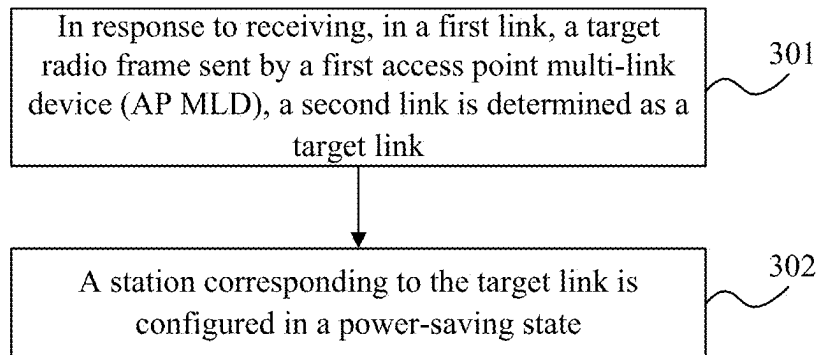 In response to receiving, in a first link, a target
radio frame sent by a first access point multi-link
device (AP MLD), a second link is determined as a
target link
301
A station corresponding to the target link is
configured in a power-saving state
302